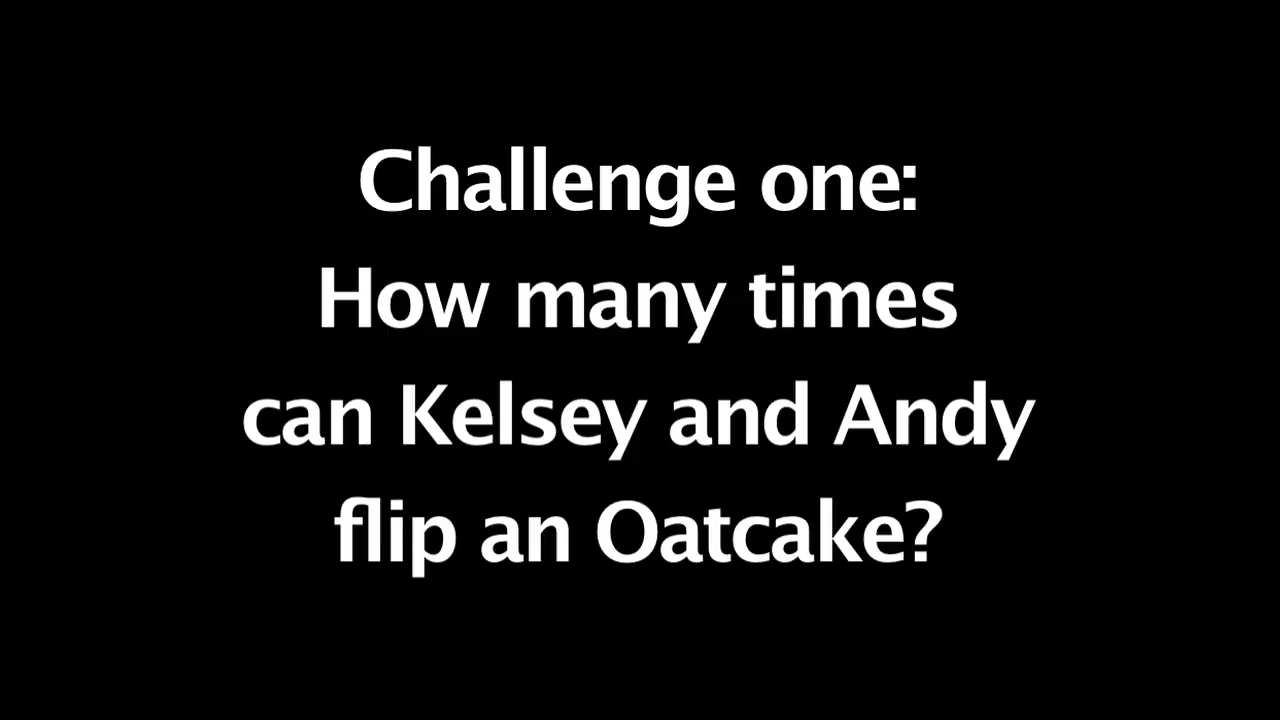 Challenge one:
How many times
can Kelsey and Andy
flip an Oatcake?